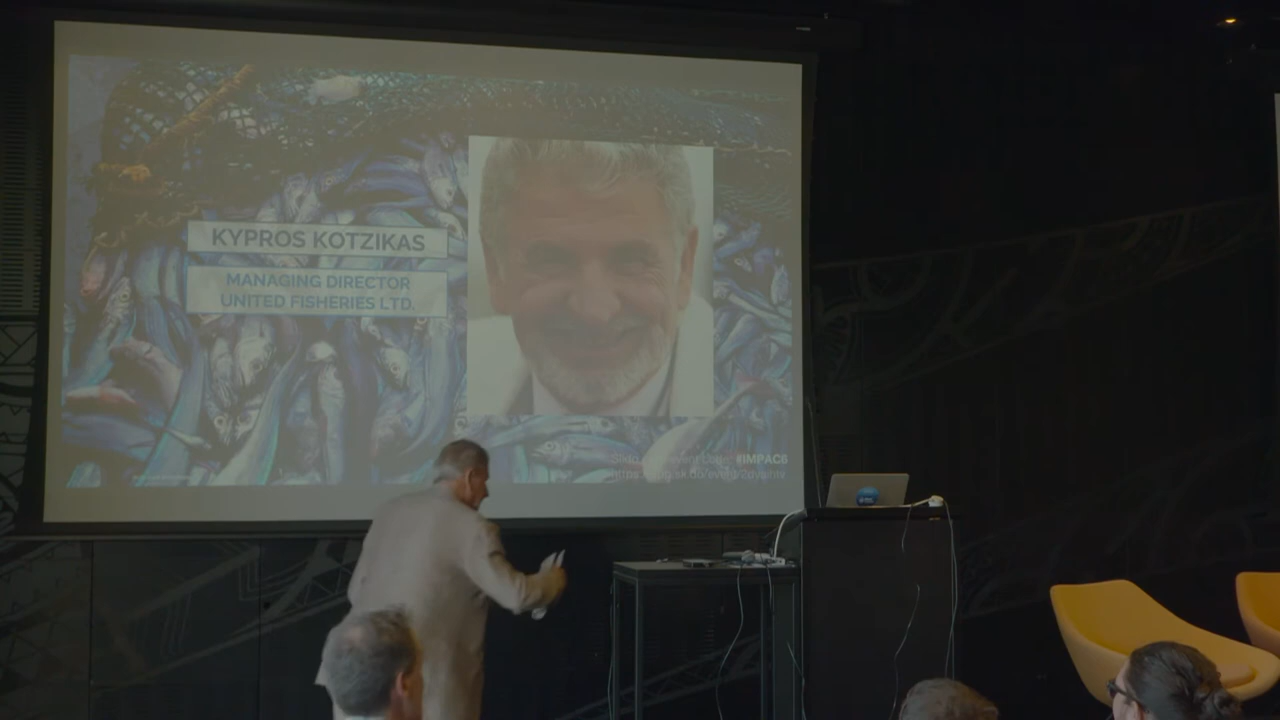 KYPROS KOTZIKAS
MANAGING DIRECTOR
UNITED FISHERIES LTD.
#IMPAC6